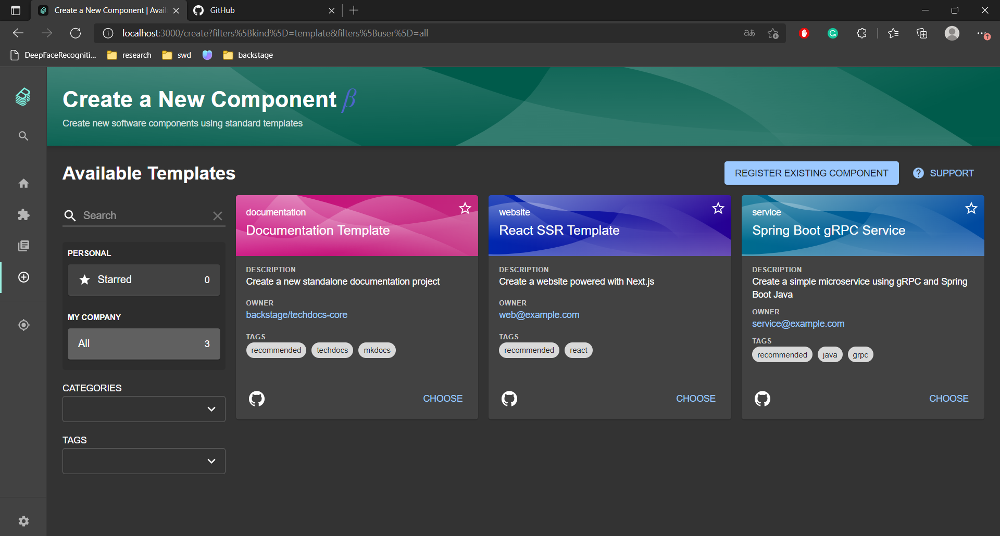 Create a New Component | Avail
GitHub
localhost:3000/create?filters%5Bkind%5D=template&filters%5Buser%5D=all
aあ
DeepFaceRecogniti...
research
swd
backstage
Create a New Component β
Create new software components using standard templates
Available Templates
REGISTER EXISTING COMPONENT
SUPPORT
Search
PERSONAL
Starred 0
MY COMPANY
All 3
CATEGORIES
TAGS
documentation
Documentation Template
DESCRIPTION
Create a new standalone documentation project
OWNER
backstage/techdocs-core
TAGS
recommended techdocs mkdocs
CHOOSE
website
React SSR Template
DESCRIPTION
Create a website powered with Next.js
OWNER
web@example.com
TAGS
recommended react
CHOOSE
service
Spring Boot gRPC Service
DESCRIPTION
Create a simple microservice using gRPC and Spring
Boot Java
OWNER
service@example.com
TAGS
recommended java grpc
CHOOSE